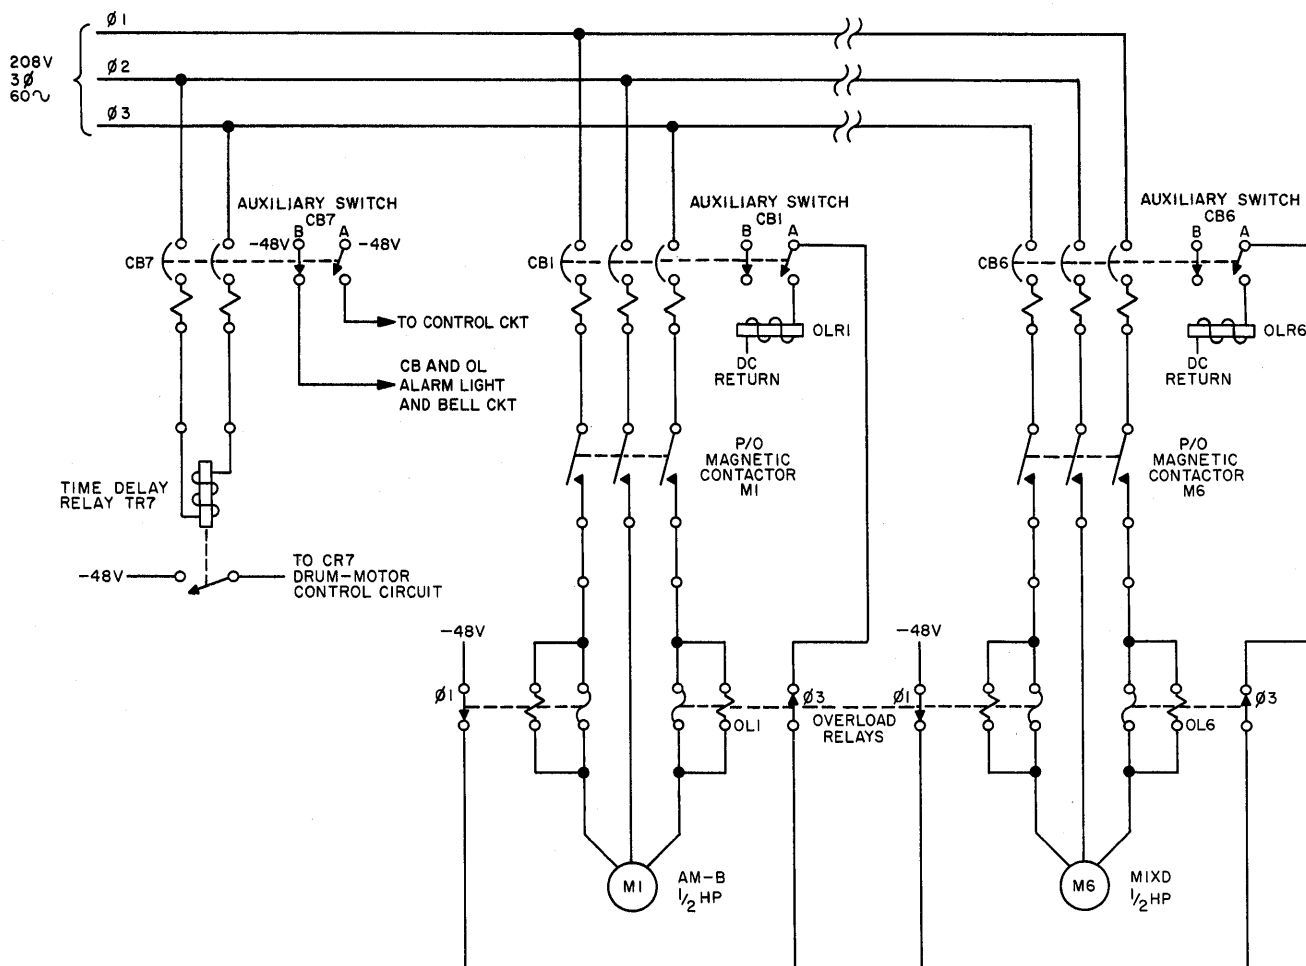 Ø1
208V
3Ø
60∿
Ø2
Ø3
AUXILIARY SWITCH
CB7
B
A
-48V
-48V
CB7
TO CONTROL CKT
CB AND OL
ALARM LIGHT
AND BELL CKT
TIME DELAY
RELAY TR7
-48V
TO CR7
DRUM-MOTOR
CONTROL CIRCUIT
AUXILIARY SWITCH
CB1
B
A
CB1
OLR1
DC
RETURN
P/O
MAGNETIC
CONTACTOR
M1
-48V
Ø1
OL1
Ø3
OVERLOAD
RELAYS
M1
AM-B
1/2 HP
AUXILIARY SWITCH
CB6
B
A
CB6
OLR6
DC
RETURN
P/O
MAGNETIC
CONTACTOR
M6
-48V
Ø1
OL6
Ø3
M6
MIXD
1/2 HP